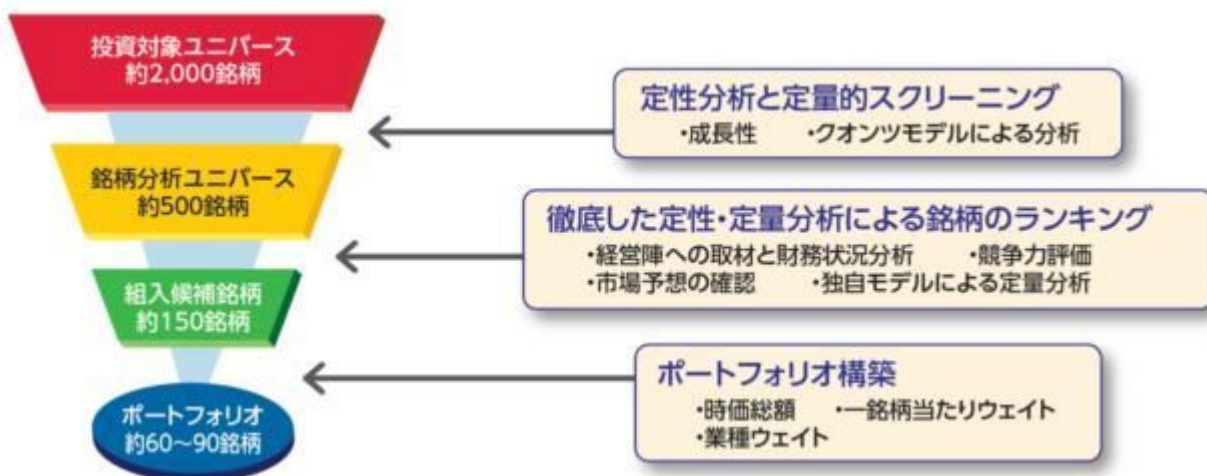 投資対象ユニバース
約2,000銘柄
定性分析と定量的スクリーニング
・成長性 ・クオンツモデルによる分析
銘柄分析ユニバース
約500銘柄
徹底した定性・定量分析による銘柄のランキング
・経営陣への取材と財務状況分析 ・競争力評価
・市場予想の確認 ・独自モデルによる定量分析
組入候補銘柄
約150銘柄
ポートフォリオ構築
・時価総額 ・一銘柄当たりウェイト
・業種ウェイト
ポートフォリオ
約60～90銘柄